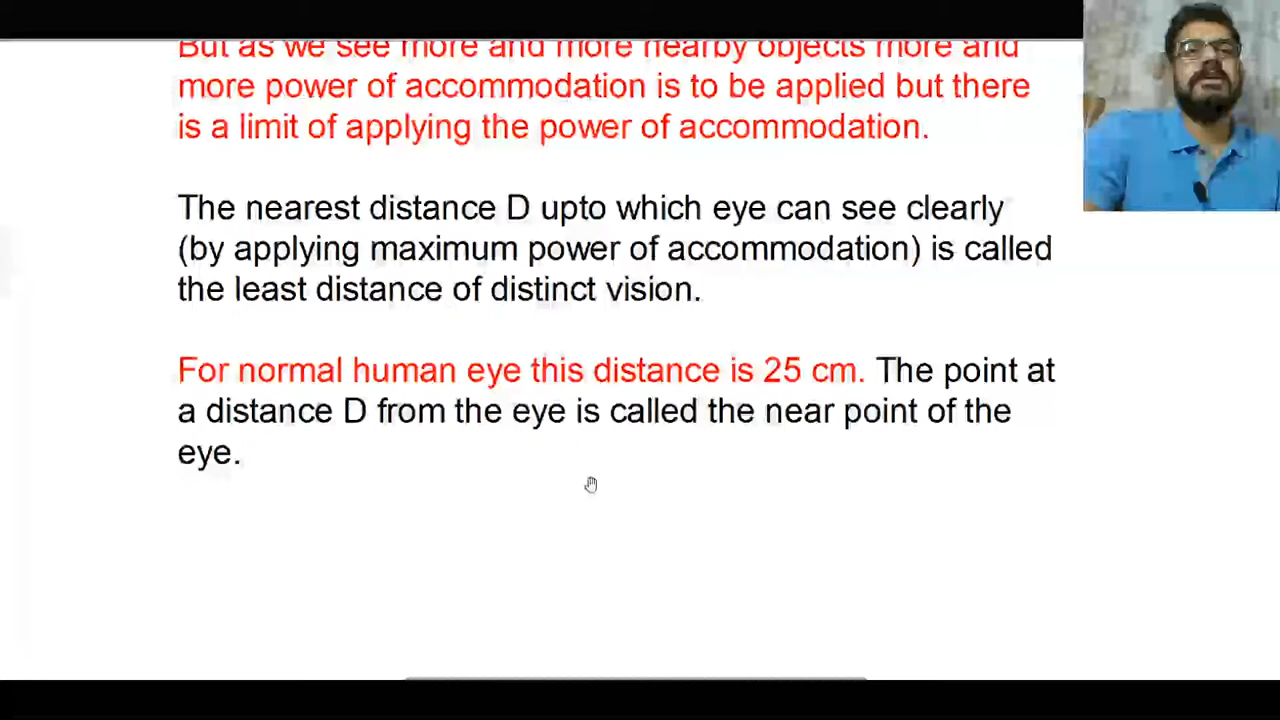 But as we see more and more nearby objects more and
more power of accommodation is to be applied but there
is a limit of applying the power of accommodation.
The nearest distance D upto which eye can see clearly
(by applying maximum power of accommodation) is called
the least distance of distinct vision.
For normal human eye this distance is 25 cm. The point at
a distance D from the eye is called the near point of the
eye.